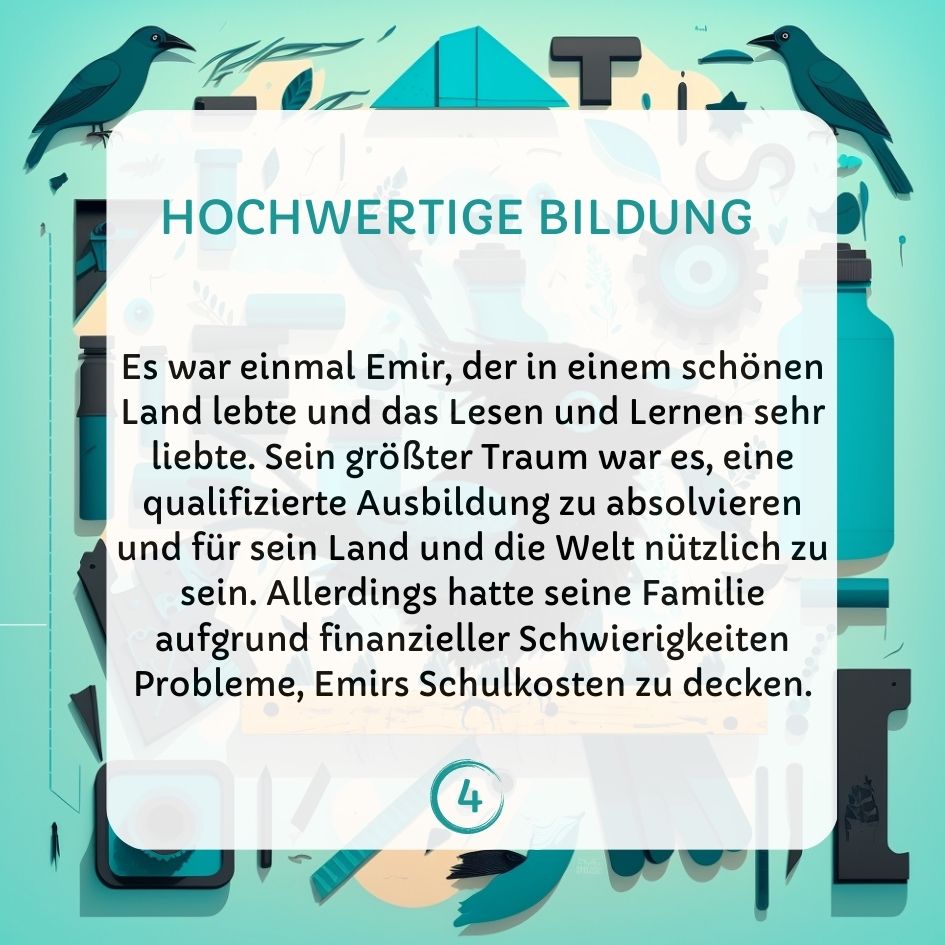 HOCHWERTIGE BILDUNG
Es war einmal Emir, der in einem schönen
Land lebte und das Lesen und Lernen sehr
liebte. Sein größter Traum war es, eine
qualifizierte Ausbildung zu absolvieren
und für sein Land und die Welt nützlich zu
sein. Allerdings hatte seine Familie
aufgrund finanzieller Schwierigkeiten
Probleme, Emirs Schulkosten zu decken.
4